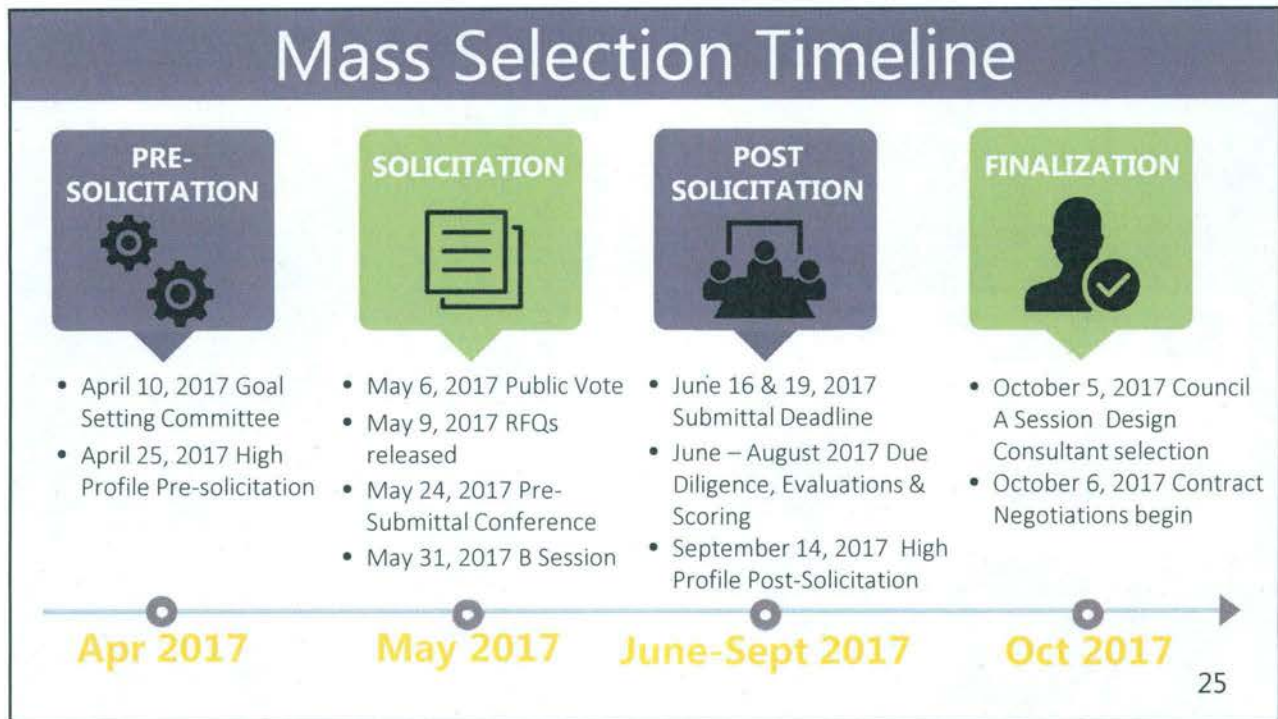 Mass Selection Timeline
PRE-
SOLICITATION
• April 10, 2017 Goal
Setting Committee
• April 25, 2017 High
Profile Pre-solicitation
SOLICITATION
• May 6, 2017 Public Vote
• May 9, 2017 RFQs
released
• May 24, 2017 Pre-
Submittal Conference
• May 31, 2017 B Session
POST
SOLICITATION
• June 16 & 19, 2017
Submittal Deadline
• June – August 2017 Due
Diligence, Evaluations &
Scoring
• September 14, 2017 High
Profile Post-Solicitation
FINALIZATION
• October 5, 2017 Council
A Session Design
Consultant selection
• October 6, 2017 Contract
Negotiations begin
Apr 2017
May 2017
June-Sept 2017
Oct 2017
25